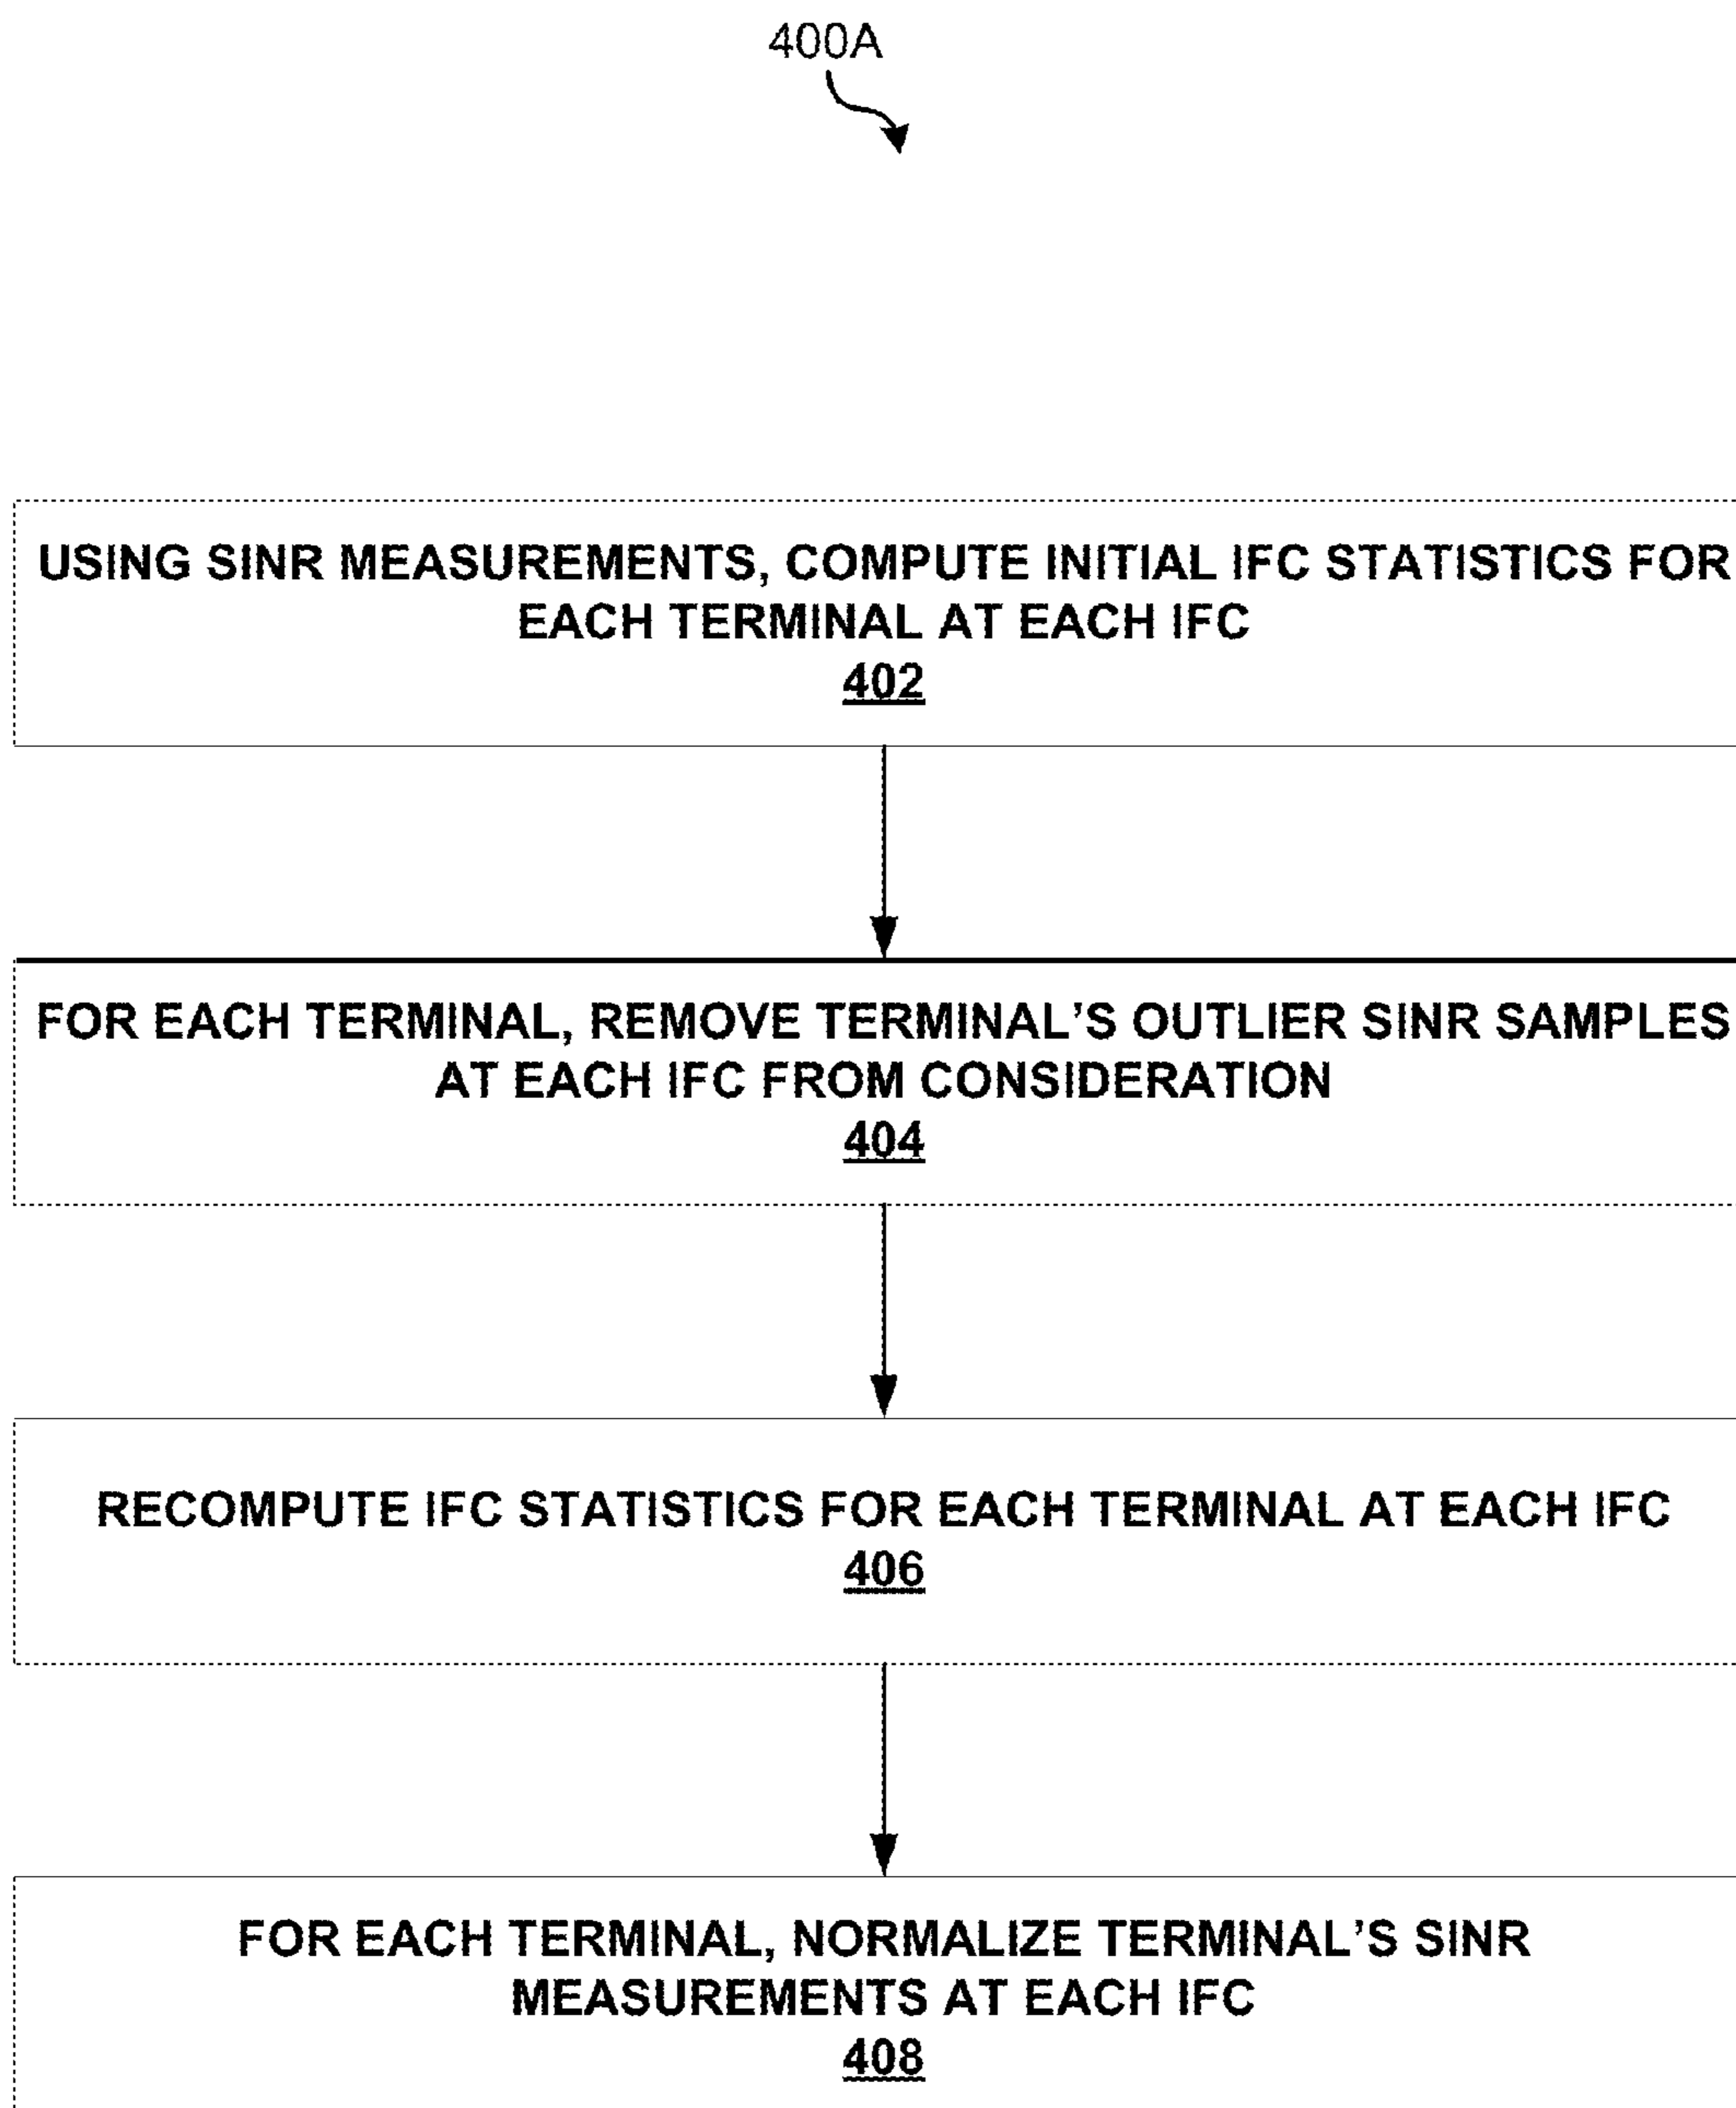 400A
USING SINR MEASUREMENTS, COMPUTE INITIAL IFC STATISTICS FOR
EACH TERMINAL AT EACH IFC
402
FOR EACH TERMINAL, REMOVE TERMINAL'S OUTLIER SINR SAMPLES
AT EACH IFC FROM CONSIDERATION
404
RECOMPUTE IFC STATISTICS FOR EACH TERMINAL AT EACH IFC
406
FOR EACH TERMINAL, NORMALIZE TERMINAL'S SINR
MEASUREMENTS AT EACH IFC
408